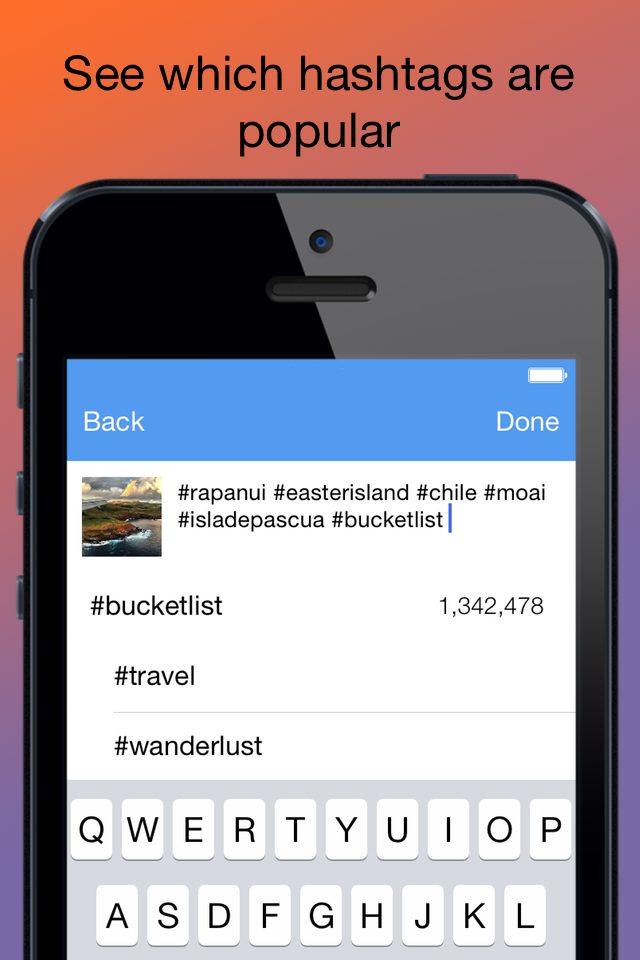 See which hashtags are
popular
Back
Done
#rapanui #easterisland #chile #moai
#isladepascua #bucketlist
#bucketlist 1,342,478
#travel
#wanderlust
Q W E R T Y U I O P
A S D F G H J K L